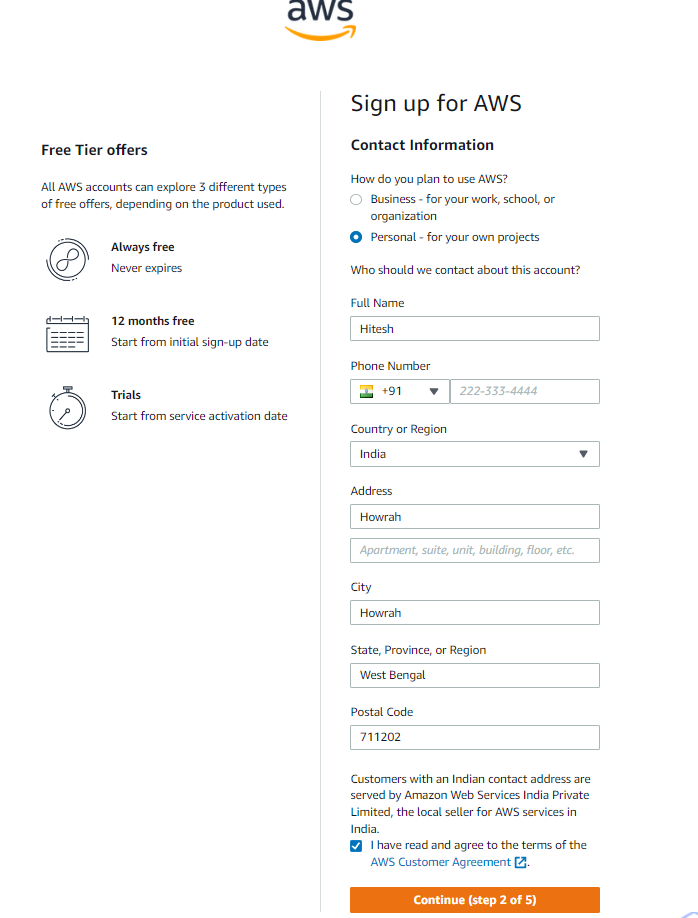 aws
Free Tier offers
All AWS accounts can explore 3 different types
of free offers, depending on the product used.
Always free
Never expires
12 months free
Start from initial sign-up date
Trials
Start from service activation date
Sign up for AWS
Contact Information
How do you plan to use AWS?
Business - for your work, school, or
organization
Personal - for your own projects
Who should we contact about this account?
Full Name
Hitesh
Phone Number
+91 222-333-4444
Country or Region
India
Address
Howrah
Apartment, suite, unit, building, floor, etc.
City
Howrah
State, Province, or Region
West Bengal
Postal Code
711202
Customers with an Indian contact address are
served by Amazon Web Services India Private
Limited, the local seller for AWS services in
India.
I have read and agree to the terms of the
AWS Customer Agreement.
Continue (step 2 of 5)